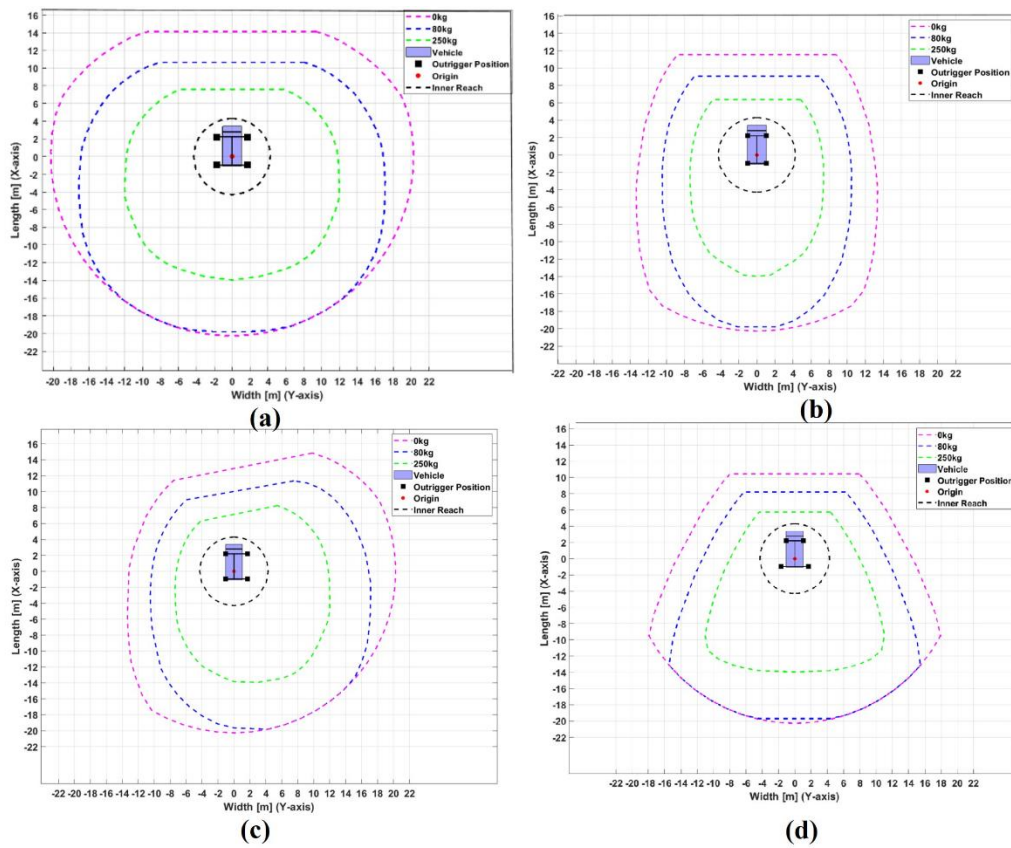 16
14
12
10
8
6
4
2
0
-2
-4
-6
-8
-10
-12
-14
-16
-18
-20
-22
Length [m] (X-axis)
-20 -18 -16 -14 -12 -10 -8 -6 -4 -2 0 2 4 6 8 10 12 14 16 18 20 22
Width [m] (Y-axis)
0kg
80kg
250kg
Vehicle
Outrigger Position
Origin
Inner Reach
(a)
16
14
12
10
8
6
4
2
0
-2
-4
-6
-8
-10
-12
-14
-16
-18
-20
-22
Length [m] (X-axis)
-22 -20 -18 -16 -14 -12 -10 -8 -6 -4 -2 0 2 4 6 8 10 12 14 16 18 20 22
Width [m] (Y-axis)
0kg
80kg
250kg
Vehicle
Outrigger Position
Origin
Inner Reach
(b)
16
14
12
10
8
6
4
2
0
-2
-4
-6
-8
-10
-12
-14
-16
-18
-20
-22
Length [m] (X-axis)
-22 -20 -18 -16 -14 -12 -10 -8 -6 -4 -2 0 2 4 6 8 10 12 14 16 18 20 22
Width [m] (Y-axis)
0kg
80kg
250kg
Vehicle
Outrigger Position
Origin
Inner Reach
(c)
16
14
12
10
8
6
4
2
0
-2
-4
-6
-8
-10
-12
-14
-16
-18
-20
-22
Length [m] (X-axis)
-22 -20 -18 -16 -14 -12 -10 -8 -6 -4 -2 0 2 4 6 8 10 12 14 16 18 20 22
Width [m] (Y-axis)
0kg
80kg
250kg
Vehicle
Outrigger Position
Origin
Inner Reach
(d)